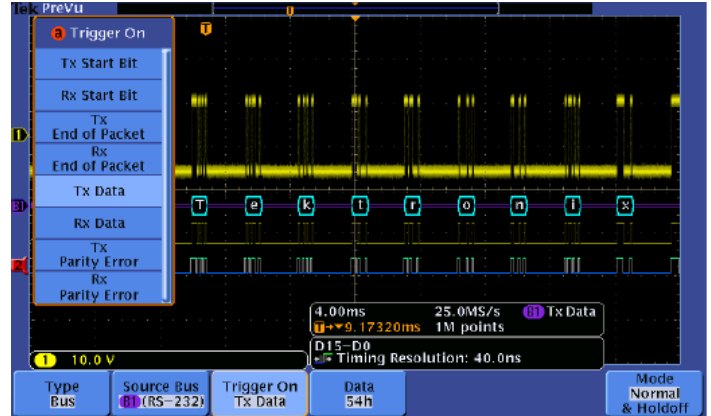 Tek PreVu
a Trigger On
T
Tx Start Bit
Rx Start Bit
Tx
End of Packet
Rx
End of Packet
Tx Data
Rx Data
Tx
Parity Error
Rx
Parity Error
1
B1
2
T e k t r o n i x
4.00ms 25.0MS/s B1 Tx Data
T→▼9.17320ms 1M points
D15-D0
Timing Resolution: 40.0ns
1 10.0 V
Type
Bus
Source Bus
B1 (RS-232)
Trigger On
Tx Data
Data
54h
Mode
Normal
& Holdoff